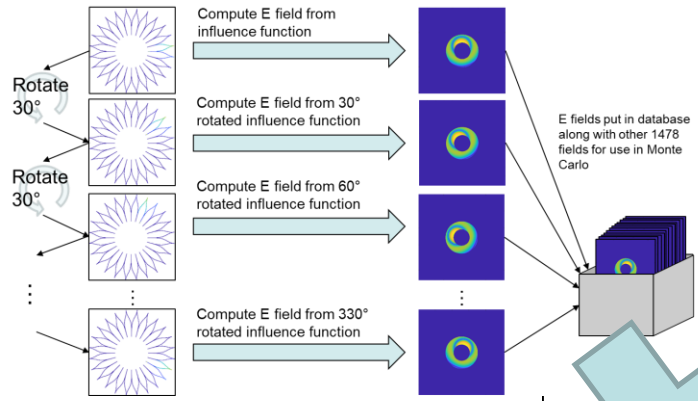 Compute E field from
influence function
Rotate
30°
Compute E field from 30°
rotated influence function
E fields put in database
along with other 1478
fields for use in Monte
Carlo
Rotate
30°
Compute E field from 60°
rotated influence function
⋮
⋮
⋮
Compute E field from 330°
rotated influence function